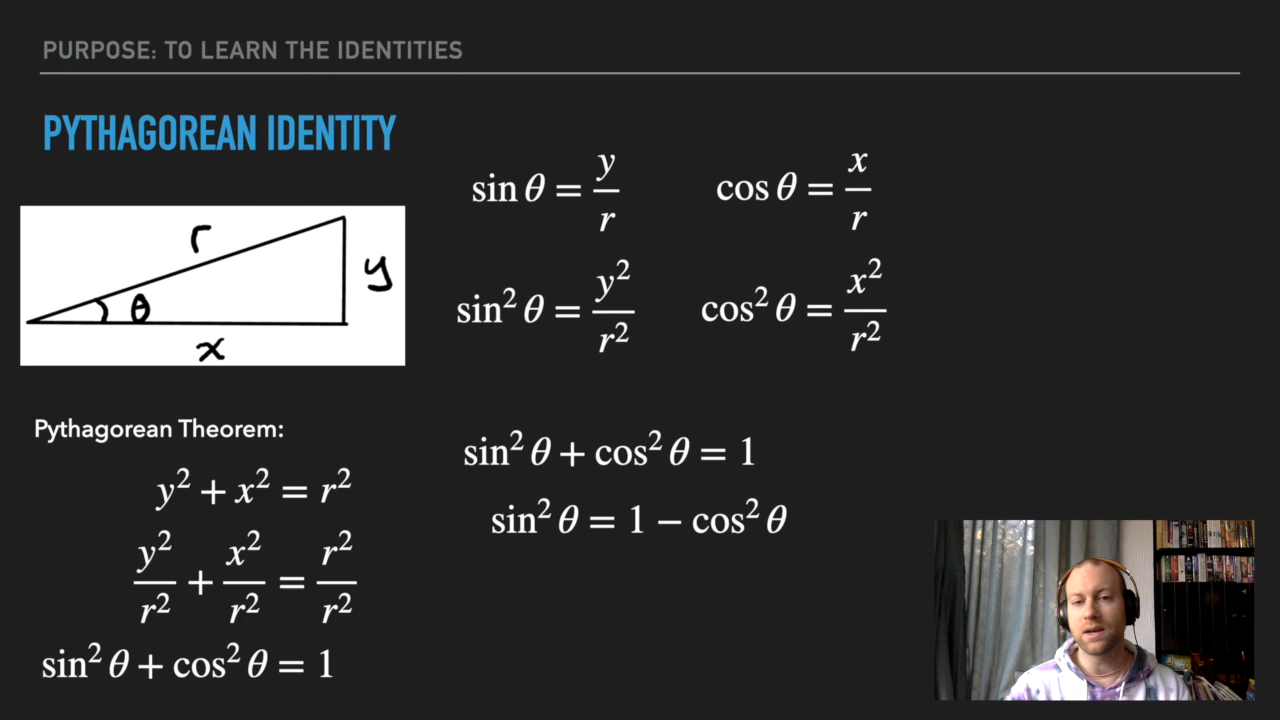 PURPOSE: TO LEARN THE IDENTITIES
PYTHAGOREAN IDENTITY
r
y
θ
x
Pythagorean Theorem:
y² + x² = r²
y²/r² + x²/r² = r²/r²
sin² θ + cos² θ = 1
sin θ = y/r
cos θ = x/r
sin² θ = y²/r²
cos² θ = x²/r²
sin² θ + cos² θ = 1
sin² θ = 1 − cos² θ